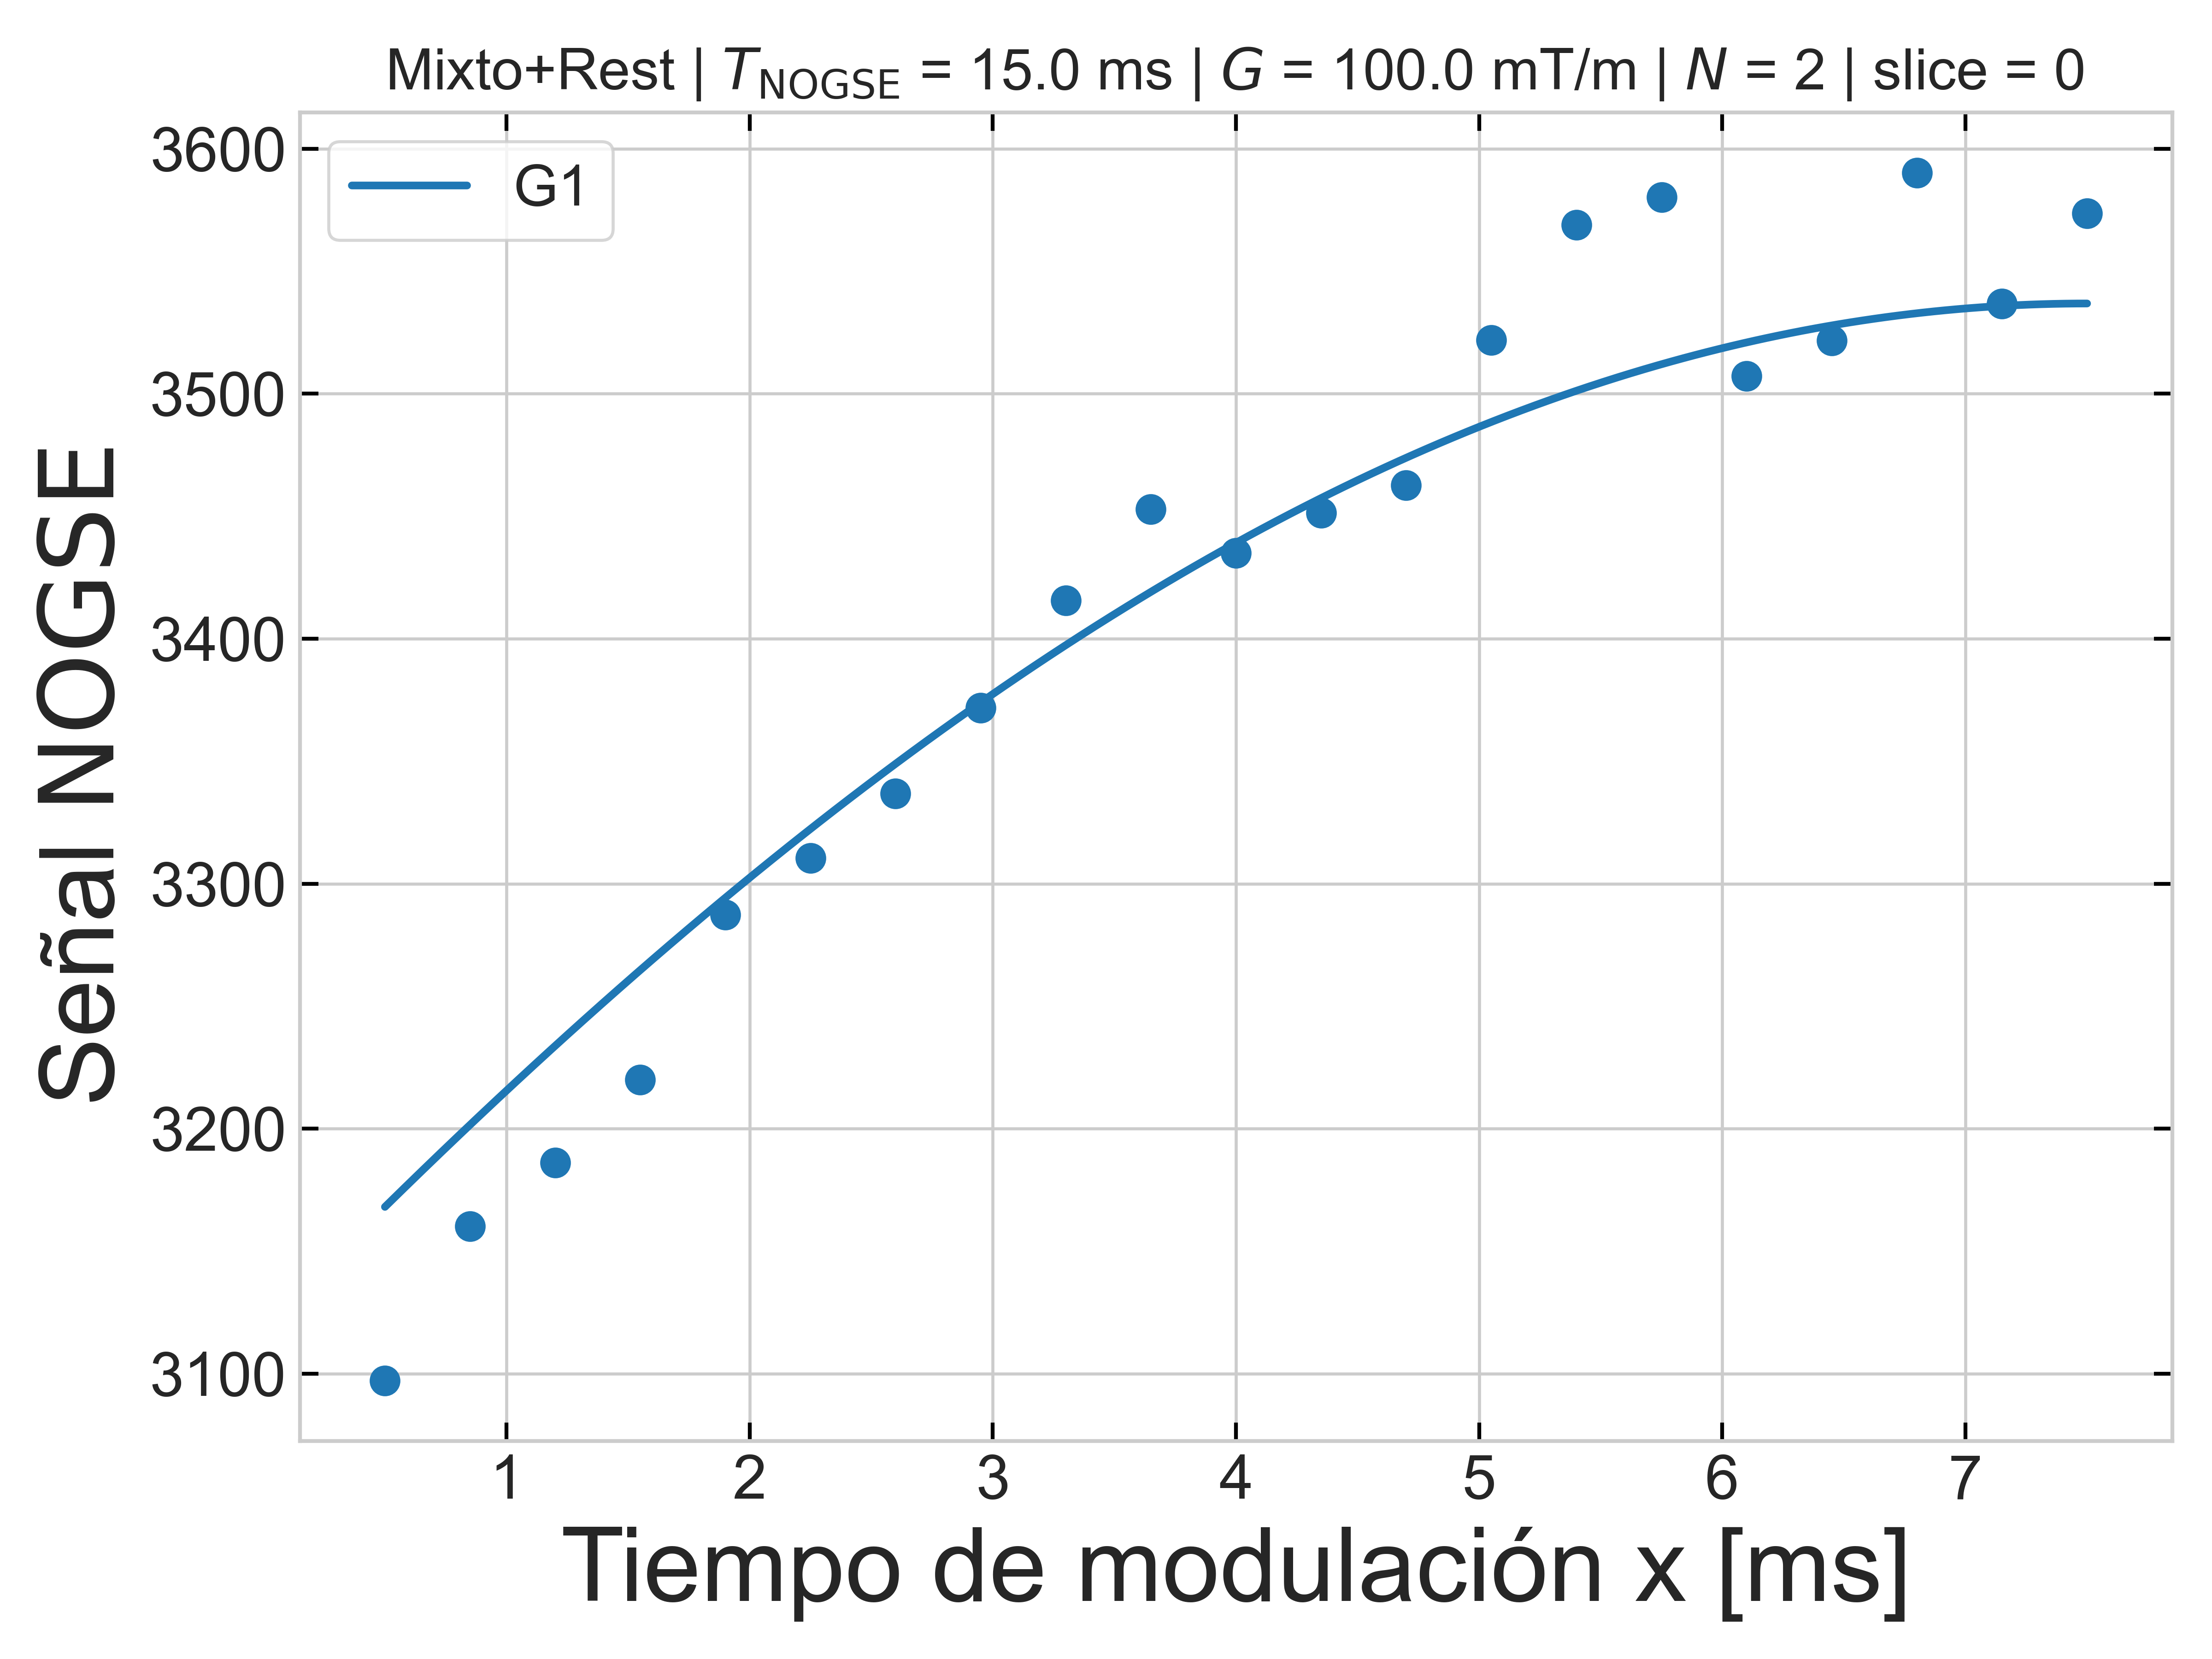 Mixto+Rest | T_NOGSE = 15.0 ms | G = 100.0 mT/m | N = 2 | slice = 0
G1
3600
3500
3400
3300
3200
3100
Señal NOGSE
1 2 3 4 5 6 7
Tiempo de modulación x [ms]